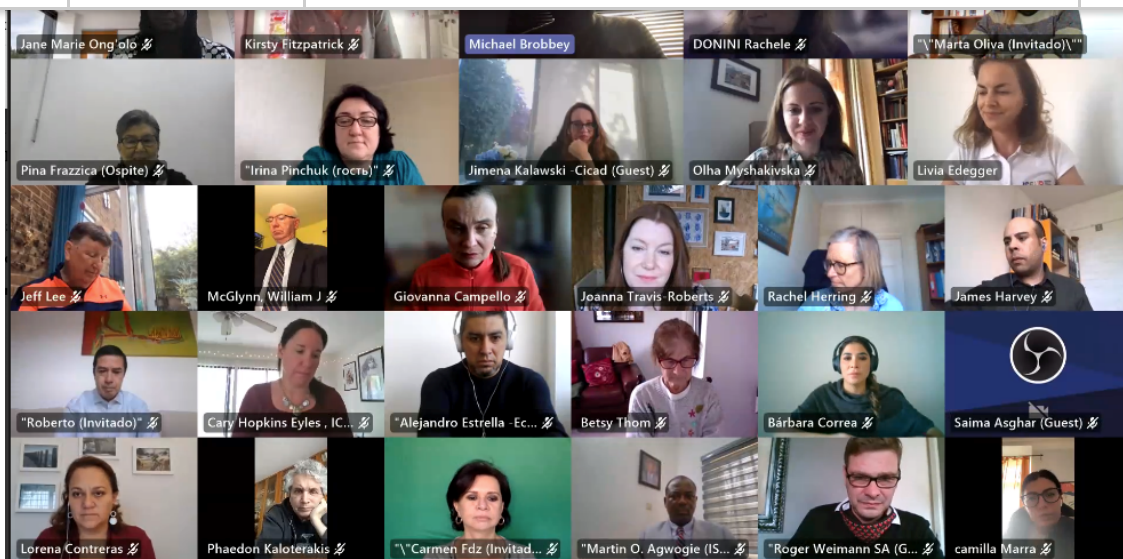 Jane Marie Ong'olo
Kirsty Fitzpatrick
Michael Brobbey
DONINI Rachele
"\"Marta Oliva (Invitado)\""
Pina Frazzica (Ospite)
"Irina Pinchuk (гость)"
Jimena Kalawski -Cicad (Guest)
Olha Myshakivska
Livia Edegger
Jeff Lee
McGlynn, William J
Giovanna Campello
Joanna Travis-Roberts
Rachel Herring
James Harvey
"Roberto (Invitado)"
Cary Hopkins Eyles , IC...
"Alejandro Estrella -Ec...
Betsy Thom
Bárbara Correa
Saima Asghar (Guest)
Lorena Contreras
Phaedon Kaloterakis
"\"Carmen Fdz (Invitad...
"Martin O. Agwogie (IS...
"Roger Weimann SA (G...
camilla Marra